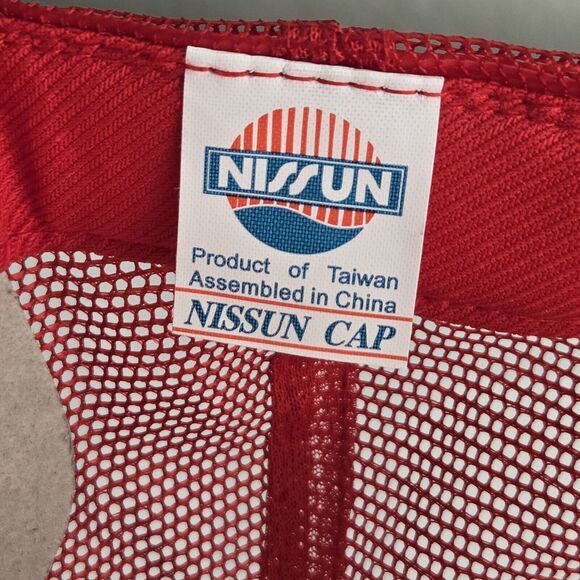 NISSUN
Product of Taiwan
Assembled in China
NISSUN CAP